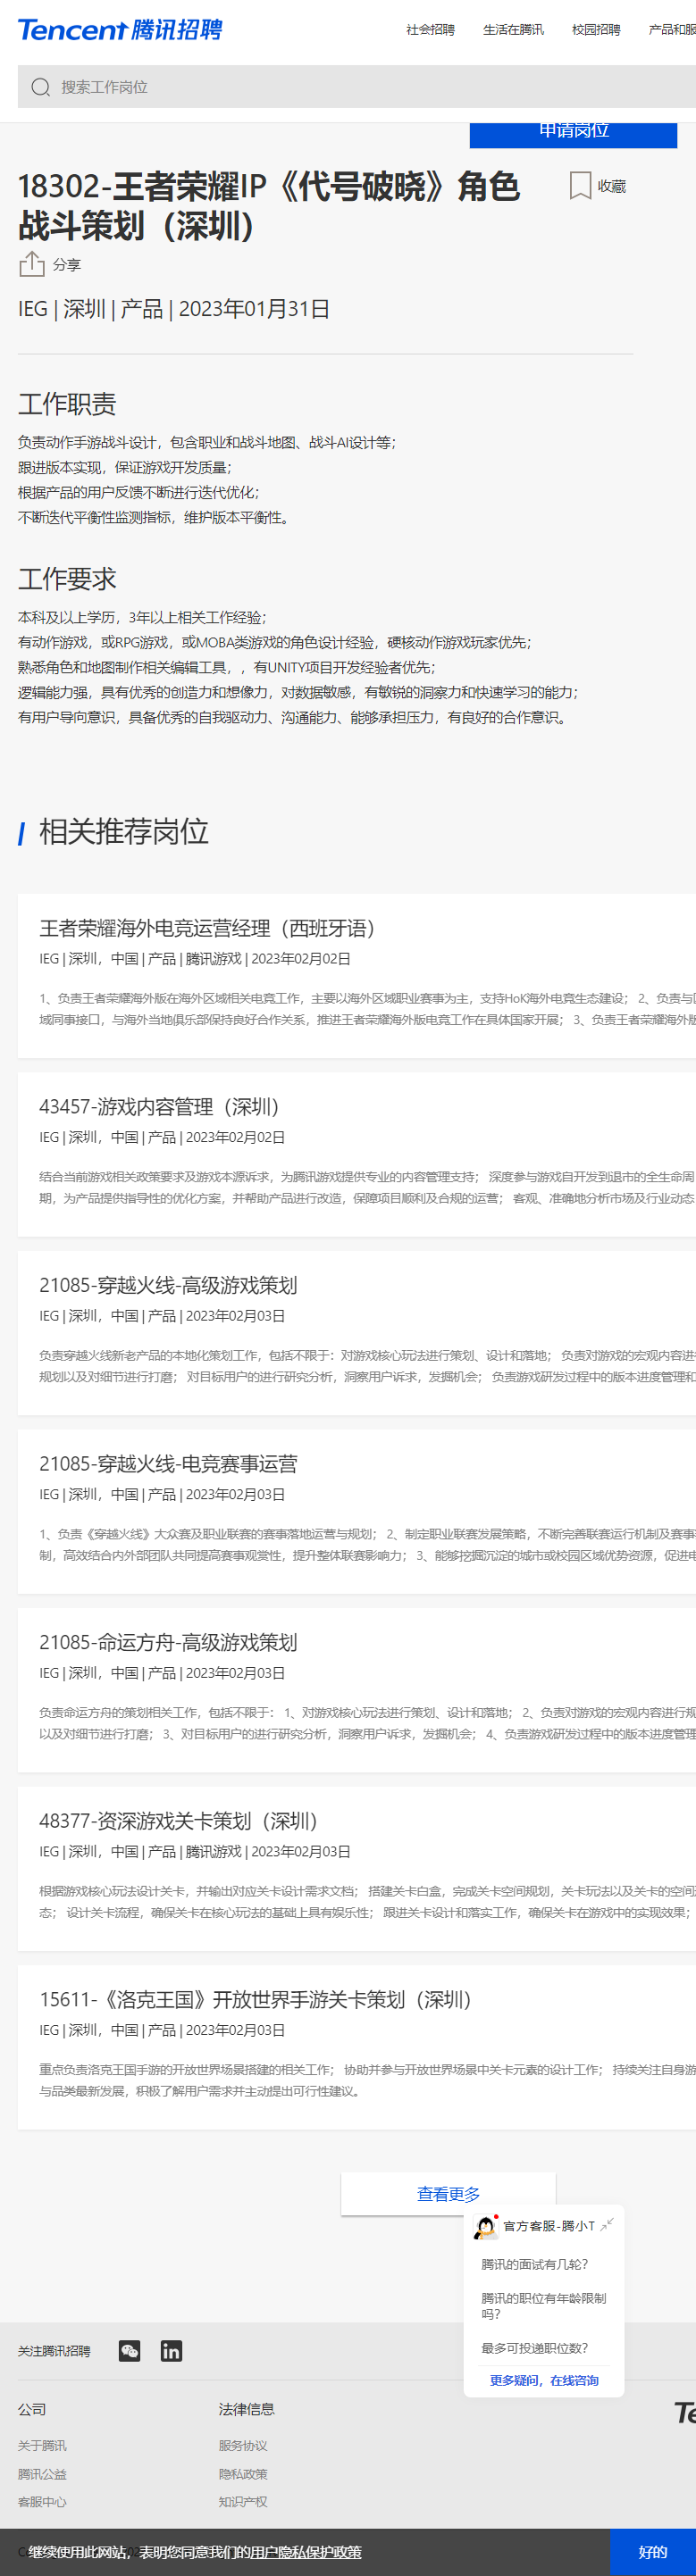 Tencent 腾讯招聘
社会招聘
生活在腾讯
校园招聘
产品和服
搜索工作岗位
申请岗位
18302-王者荣耀IP《代号破晓》角色
战斗策划（深圳）
收藏
分享
IEG | 深圳 | 产品 | 2023年01月31日
工作职责
负责动作手游战斗设计，包含职业和战斗地图、战斗AI设计等；
跟进版本实现，保证游戏开发质量；
根据产品的用户反馈不断进行迭代优化；
不断迭代平衡性监测指标，维护版本平衡性。
工作要求
本科及以上学历，3年以上相关工作经验；
有动作游戏，或RPG游戏，或MOBA类游戏的角色设计经验，硬核动作游戏玩家优先；
熟悉角色和地图制作相关编辑工具，，有UNITY项目开发经验者优先；
逻辑能力强，具有优秀的创造力和想像力，对数据敏感，有敏锐的洞察力和快速学习的能力；
有用户导向意识，具备优秀的自我驱动力、沟通能力、能够承担压力，有良好的合作意识。
相关推荐岗位
王者荣耀海外电竞运营经理（西班牙语）
IEG | 深圳，中国 | 产品 | 腾讯游戏 | 2023年02月02日
1、负责王者荣耀海外版在海外区域相关电竞工作，主要以海外区域职业赛事为主，支持HoK海外电竞生态建设； 2、负责与
域同事接口，与海外当地俱乐部保持良好合作关系，推进王者荣耀海外版电竞工作在具体国家开展； 3、负责王者荣耀海外版
43457-游戏内容管理（深圳）
IEG | 深圳，中国 | 产品 | 2023年02月02日
结合当前游戏相关政策要求及游戏本源诉求，为腾讯游戏提供专业的内容管理支持； 深度参与游戏自开发到退市的全生命周
期，为产品提供指导性的优化方案，并帮助产品进行改造，保障项目顺利及合规的运营； 客观、准确地分析市场及行业动态
21085-穿越火线-高级游戏策划
IEG | 深圳，中国 | 产品 | 2023年02月03日
负责穿越火线新老产品的本地化策划工作，包括不限于：对游戏核心玩法进行策划、设计和落地； 负责对游戏的宏观内容进
规划以及对细节进行打磨； 对目标用户的进行研究分析，洞察用户诉求，发掘机会； 负责游戏研发过程中的版本进度管理和
21085-穿越火线-电竞赛事运营
IEG | 深圳，中国 | 产品 | 2023年02月03日
1、负责《穿越火线》大众赛及职业联赛的赛事落地运营与规划； 2、制定职业联赛发展策略，不断完善联赛运行机制及赛事
制，高效结合内外部团队共同提高赛事观赏性，提升整体联赛影响力； 3、能够挖掘沉淀的城市或校园区域优势资源，促进电
21085-命运方舟-高级游戏策划
IEG | 深圳，中国 | 产品 | 2023年02月03日
负责命运方舟的策划相关工作，包括不限于： 1、对游戏核心玩法进行策划、设计和落地； 2、负责对游戏的宏观内容进行规
以及对细节进行打磨； 3、对目标用户的进行研究分析，洞察用户诉求，发掘机会； 4、负责游戏研发过程中的版本进度管理
48377-资深游戏关卡策划（深圳）
IEG | 深圳，中国 | 产品 | 腾讯游戏 | 2023年02月03日
根据游戏核心玩法设计关卡，并输出对应关卡设计需求文档； 搭建关卡白盒，完成关卡空间规划，关卡玩法以及关卡的空间
态； 设计关卡流程，确保关卡在核心玩法的基础上具有娱乐性； 跟进关卡设计和落实工作，确保关卡在游戏中的实现效果；
15611-《洛克王国》开放世界手游关卡策划（深圳）
IEG | 深圳，中国 | 产品 | 2023年02月03日
重点负责洛克王国手游的开放世界场景搭建的相关工作； 协助并参与开放世界场景中关卡元素的设计工作； 持续关注自身游
与品类最新发展，积极了解用户需求并主动提出可行性建议。
查看更多
官方客服-腾小T
腾讯的面试有几轮？
腾讯的职位有年龄限制
吗？
最多可投递职位数？
更多疑问，在线咨询
关注腾讯招聘
in
公司
法律信息
Te
关于腾讯
服务协议
腾讯公益
隐私政策
客服中心
知识产权
继续使用此网站，表明您同意我们的用户隐私保护政策
好的